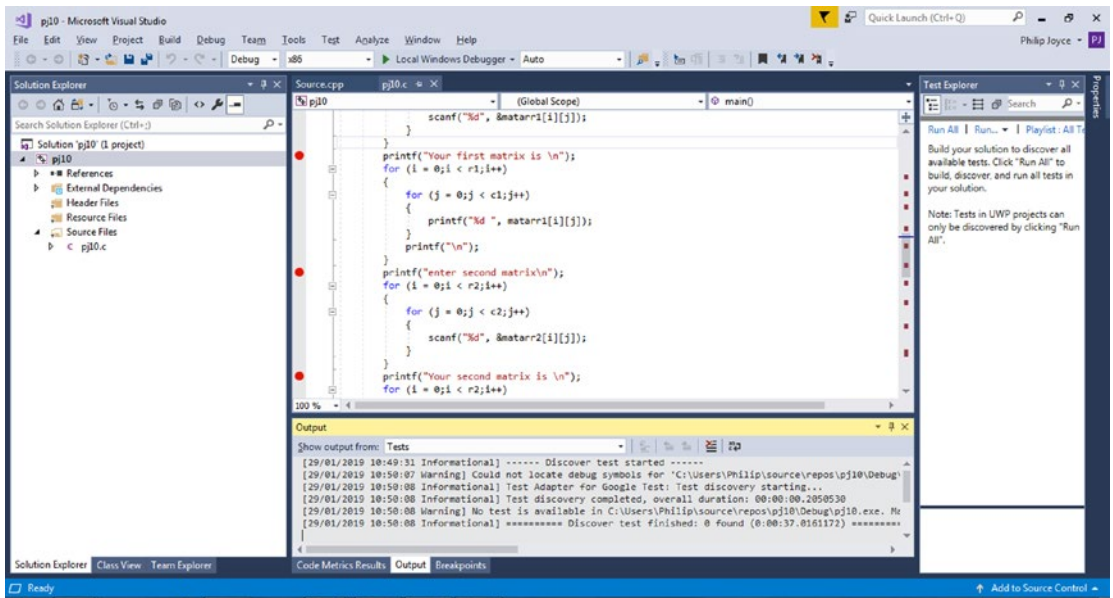 pj10 - Microsoft Visual Studio
Quick Launch (Ctrl+Q)
File Edit View Project Build Debug Team Tools Test Analyze Window Help
Philip Joyce PJ
Debug x86 Local Windows Debugger Auto
Solution Explorer
Search Solution Explorer (Ctrl+;)
Solution 'pj10' (1 project)
pj10
References
External Dependencies
Header Files
Resource Files
Source Files
pj10.c
Solution Explorer Class View Team Explorer
Source.cpp pj10.c
pj10 (Global Scope) main()
scanf("%d", &matarr1[i][j]);
}
}
printf("Your first matrix is \n");
for (i = 0;i < r1;i++)
{
for (j = 0;j < c1;j++)
{
printf("%d ", matarr1[i][j]);
}
printf("\n");
}
printf("enter second matrix\n");
for (i = 0;i < r2;i++)
{
for (j = 0;j < c2;j++)
{
scanf("%d", &matarr2[i][j]);
}
}
printf("Your second matrix is \n");
for (i = 0;i < r2;i++)
100 %
Output
Show output from: Tests
[29/01/2019 10:49:31 Informational] ------ Discover test started ------
[29/01/2019 10:50:07 Warning] Could not locate debug symbols for 'C:\Users\Philip\source\repos\pj10\Debug\
[29/01/2019 10:50:08 Informational] Test Adapter for Google Test: Test discovery starting...
[29/01/2019 10:50:08 Informational] Test discovery completed, overall duration: 00:00:00.2050530
[29/01/2019 10:50:08 Warning] No test is available in C:\Users\Philip\source\repos\pj10\Debug\pj10.exe. Ma
[29/01/2019 10:50:08 Informational] ========== Discover test finished: 0 found (0:00:37.0161172) =========
Code Metrics Results Output Breakpoints
Test Explorer
Search
Run All | Run... | Playlist : All Te
Build your solution to discover all
available tests. Click "Run All" to
build, discover, and run all tests in
your solution.
Note: Tests in UWP projects can
only be discovered by clicking "Run
All".
Properties
Ready
Add to Source Control